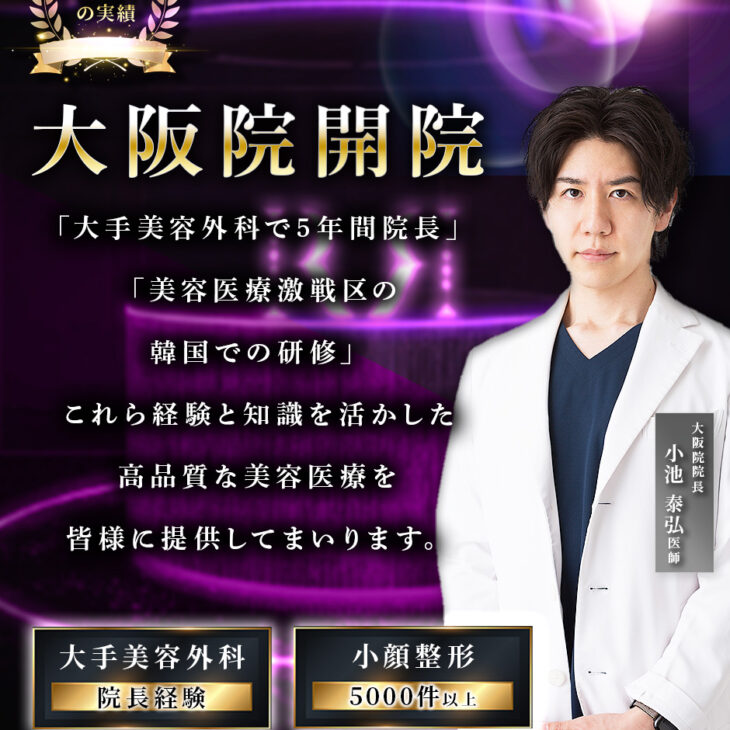 の実績
大阪院開院
「大手美容外科で5年間院長」
「美容医療激戦区の
韓国での研修」
これら経験と知識を活かした
高品質な美容医療を
皆様に提供してまいります。
大阪院院長
小池 泰弘医師
大手美容外科
院長経験
小顔整形
5000件以上